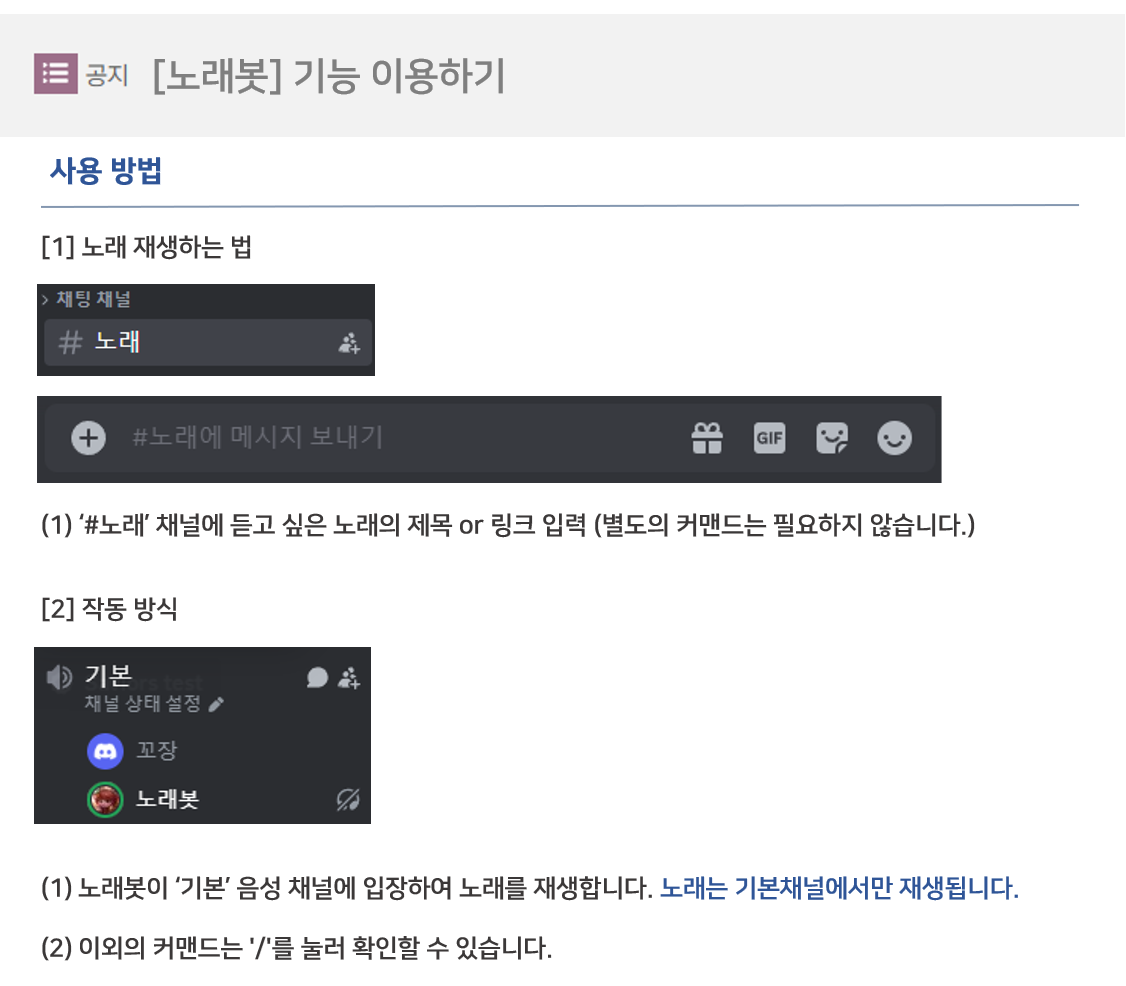 공지 [노래봇] 기능 이용하기
사용 방법
[1] 노래 재생하는 법
> 채팅 채널
# 노래
#노래에 메시지 보내기
GIF
(1) ‘#노래’ 채널에 듣고 싶은 노래의 제목 or 링크 입력 (별도의 커맨드는 필요하지 않습니다.)
[2] 작동 방식
기본
채널 상태 설정
꼬장
노래봇
(1) 노래봇이 ‘기본’ 음성 채널에 입장하여 노래를 재생합니다. 노래는 기본채널에서만 재생됩니다.
(2) 이외의 커맨드는 '/'를 눌러 확인할 수 있습니다.